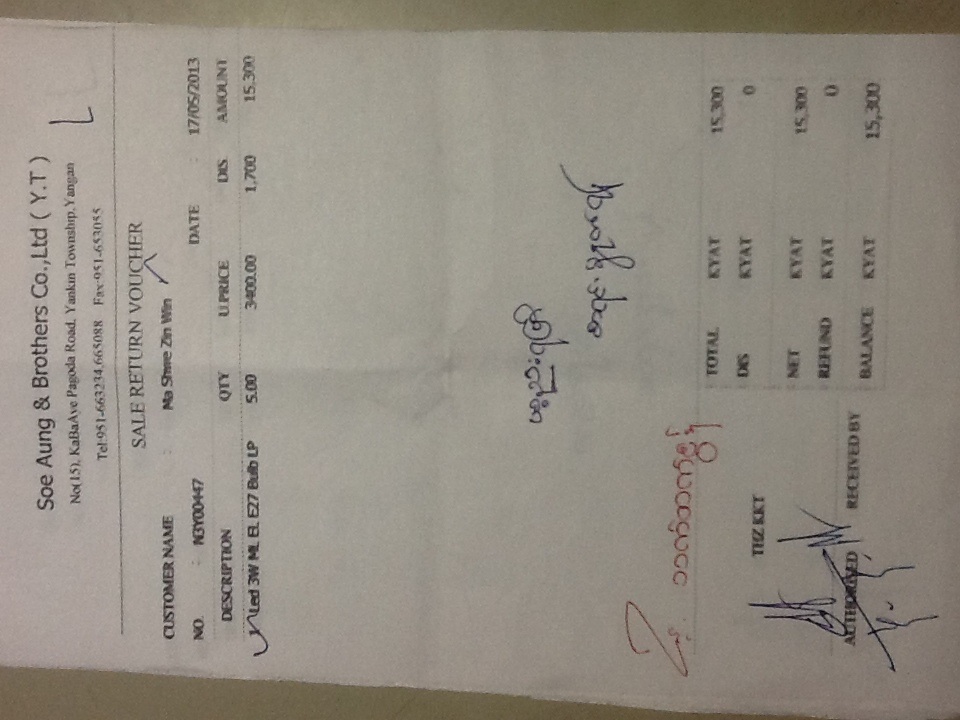 Soe Aung & Brothers Co.,Ltd ( Y.T )
No(15), KaBaAye Pagoda Road, Yankin Township,Yangan
Tel:951-663234,665088 Fax:951-653055
SALE RETURN VOUCHER
CUSTOMER NAME : Ma Shwe Zin Win
NO. : N3Y00447 DATE : 17/05/2013
DESCRIPTION QTY U.PRICE DIS AMOUNT
1 Led 3W ML EL E27 Bulb LP 5.00 3400.00 1,700 15,300
TOTAL KYAT 15,300
DIS KYAT 0
THZ KKT
NET KYAT 15,300
REFUND KYAT 0
AUTHORISED RECEIVED BY
BALANCE KYAT 15,300